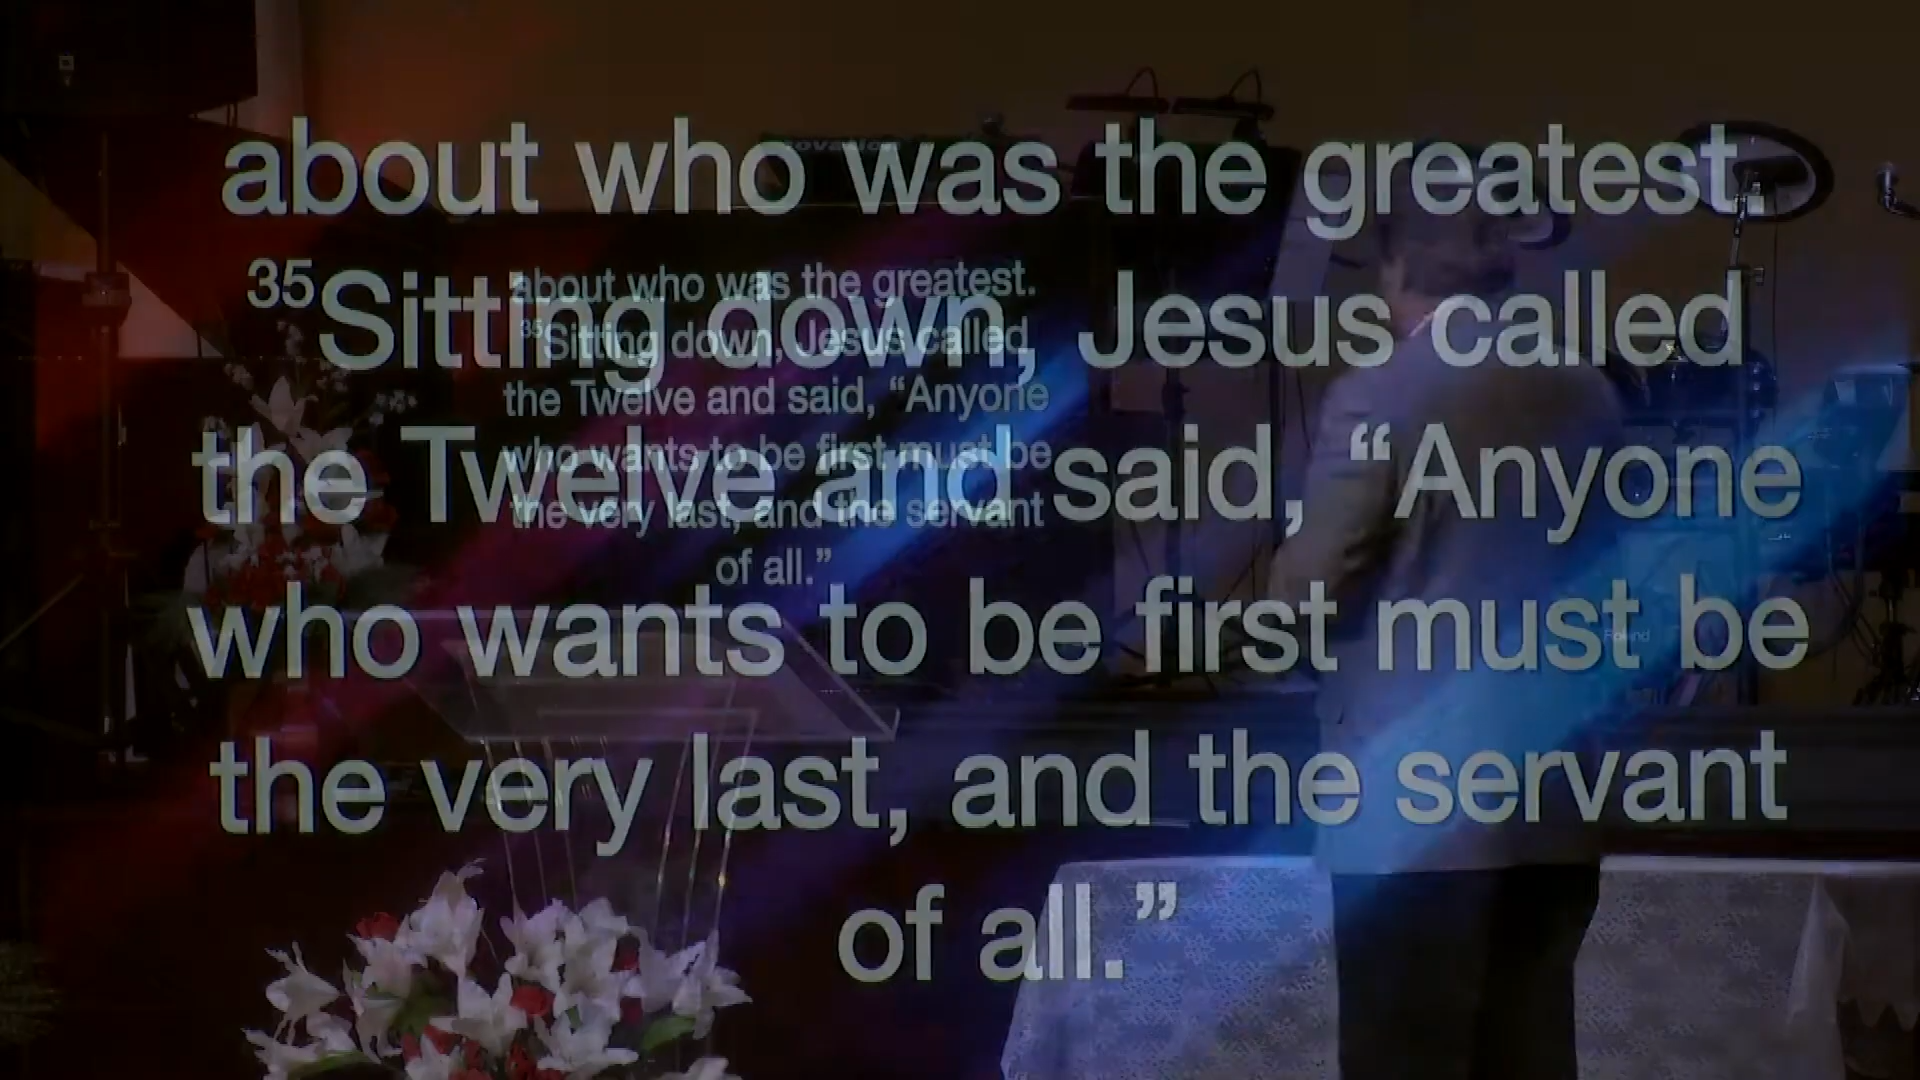 about who was the greatest.
35Sitting down, Jesus called
the Twelve and said, “Anyone
who wants to be first must be
the very last, and the servant
of all.”
about who was the greatest.
35Sitting down, Jesus called
the Twelve and said, “Anyone
who wants to be first must be
the very last, and the servant
of all.”
novation
Roland